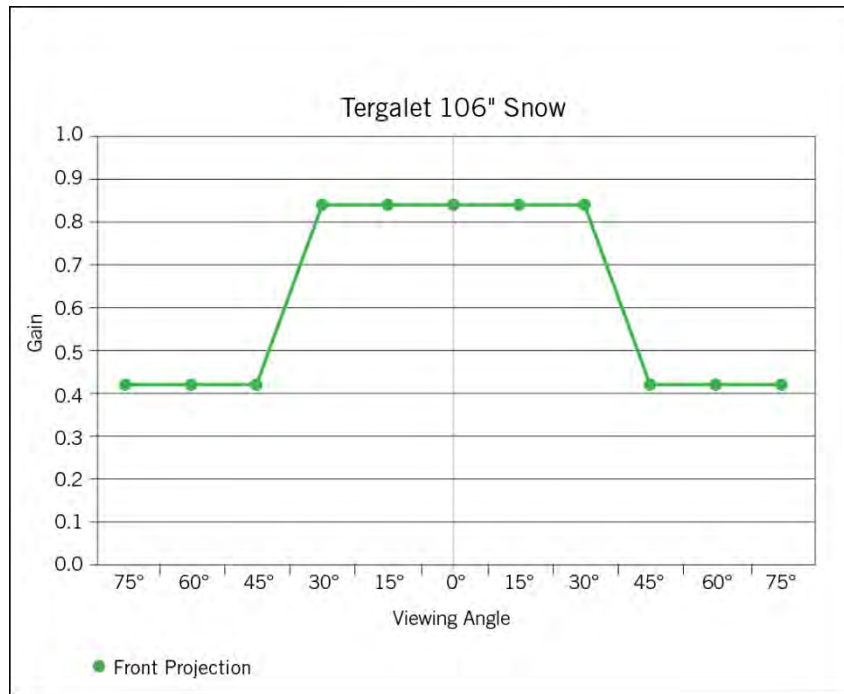 Tergalet 106" Snow
1.0
0.9
0.8
0.7
0.6
0.5
0.4
0.3
0.2
0.1
0.0
Gain
75° 60° 45° 30° 15° 0° 15° 30° 45° 60° 75°
Viewing Angle
Front Projection